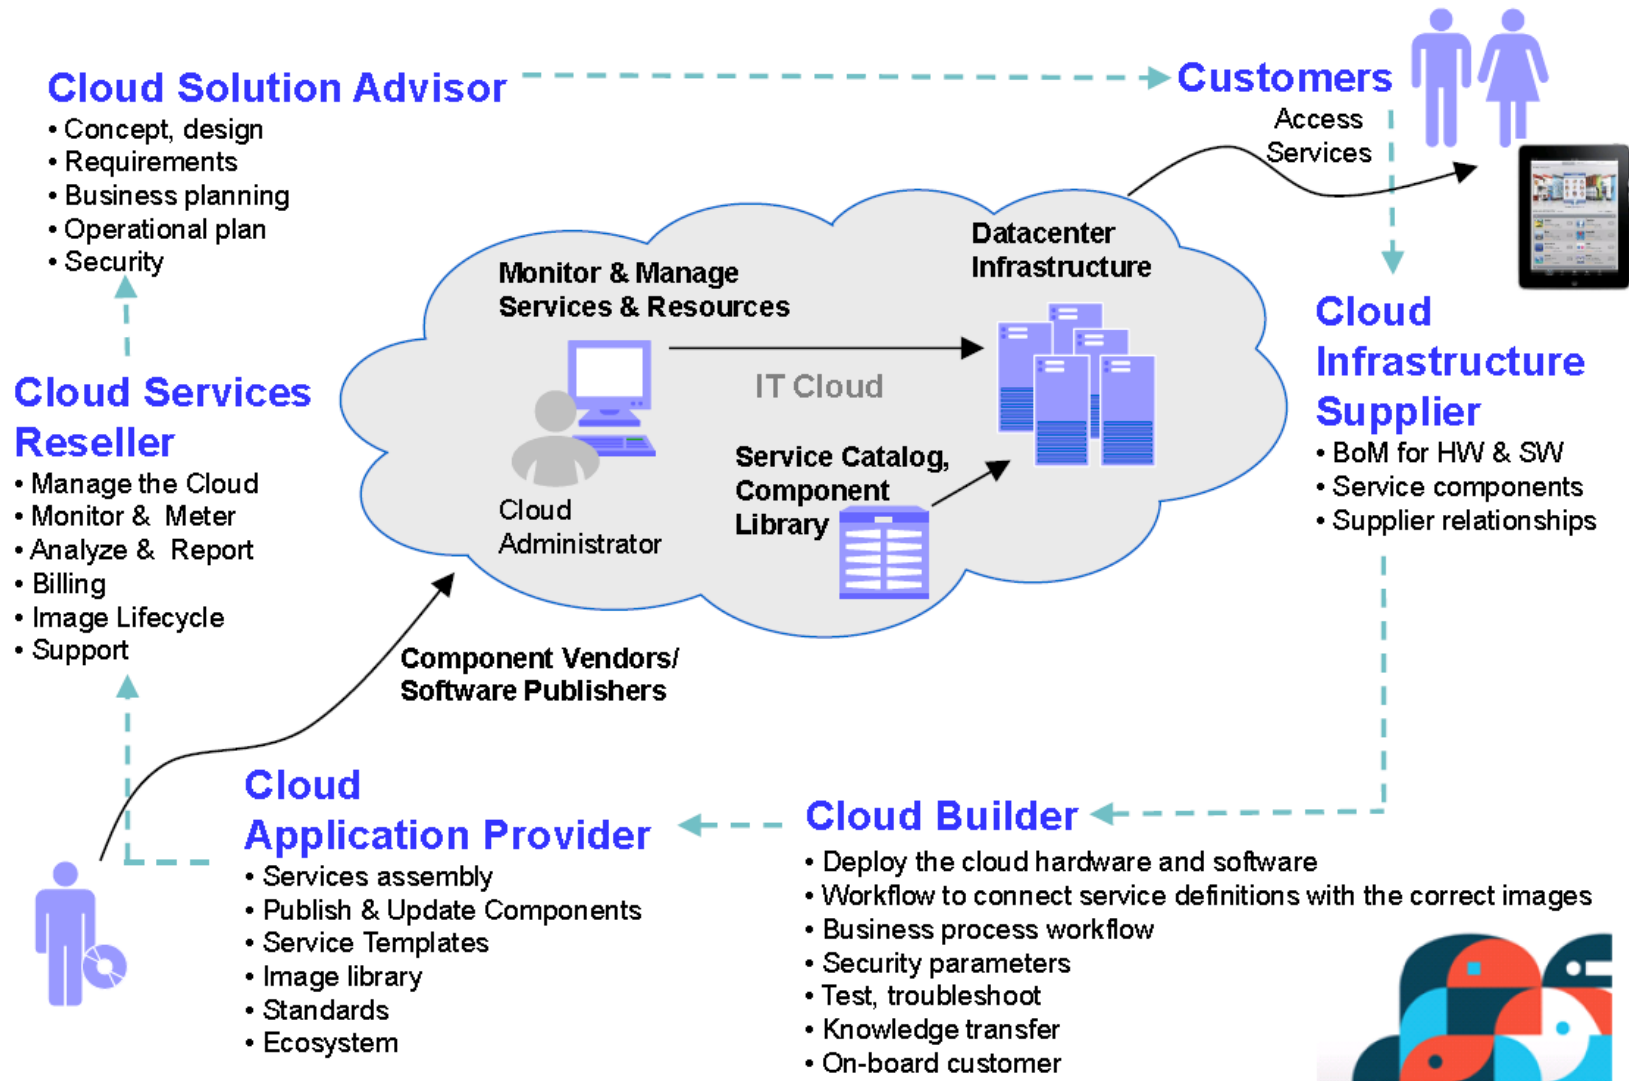 Cloud Solution Advisor
• Concept, design
• Requirements
• Business planning
• Operational plan
• Security
Customers
Access
Services
Datacenter
Infrastructure
Monitor & Manage
Services & Resources
IT Cloud
Service Catalog,
Component
Library
Cloud
Administrator
Cloud
Infrastructure
Supplier
• BoM for HW & SW
• Service components
• Supplier relationships
Cloud Services
Reseller
• Manage the Cloud
• Monitor & Meter
• Analyze & Report
• Billing
• Image Lifecycle
• Support
Component Vendors/
Software Publishers
Cloud
Application Provider
• Services assembly
• Publish & Update Components
• Service Templates
• Image library
• Standards
• Ecosystem
Cloud Builder
• Deploy the cloud hardware and software
• Workflow to connect service definitions with the correct images
• Business process workflow
• Security parameters
• Test, troubleshoot
• Knowledge transfer
• On-board customer